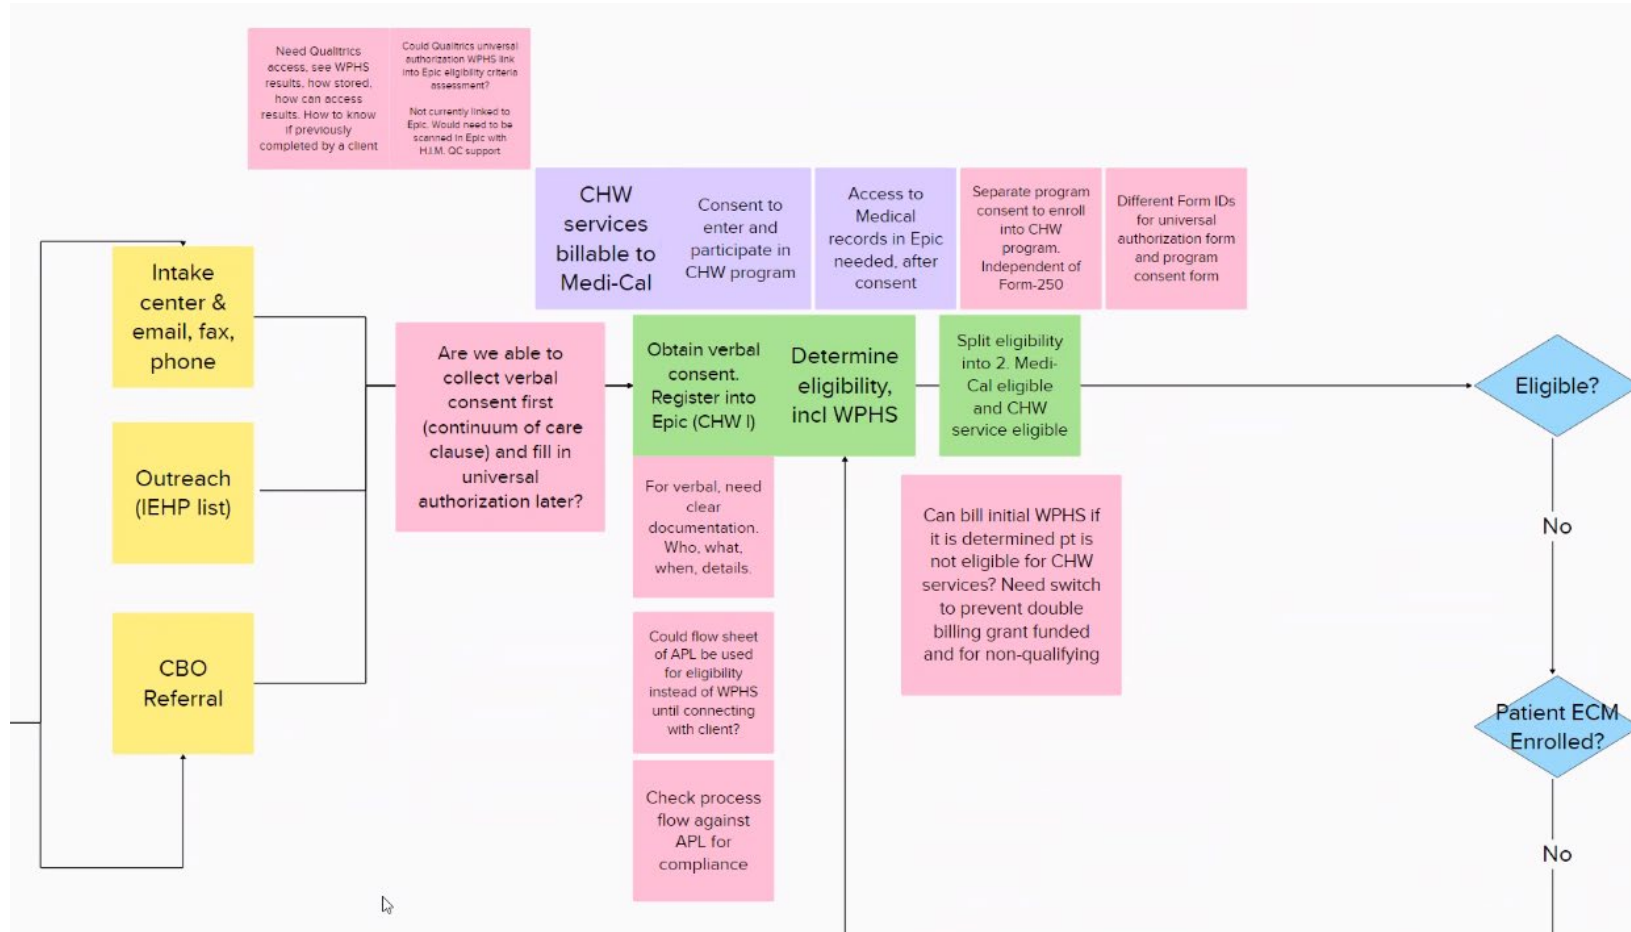 Need Qualitrics
access, see WPHS
results, how stored,
how can access
results. How to know
if previously
completed by a client
Could Qualitrics universal
authorization WPHS link
into Epic eligibility criteria
assessment?
Not currently linked to
Epic. Would need to be
scanned in Epic with
H.I.M. QC support
CHW
services
billable to
Medi-Cal
Consent to
enter and
participate in
CHW program
Access to
Medical
records in Epic
needed, after
consent
Separate program
consent to enroll
into CHW
program.
Independent of
Form-250
Different Form IDs
for universal
authorization form
and program
consent form
Intake
center &
email, fax,
phone
Outreach
(IEHP list)
CBO
Referral
Are we able to
collect verbal
consent first
(continuum of care
clause) and fill in
universal
authorization later?
Obtain verbal
consent.
Register into
Epic (CHW I)
Determine
eligibility,
incl WPHS
Split eligibility
into 2. Medi-
Cal eligible
and CHW
service eligible
For verbal, need
clear
documentation.
Who, what,
when, details.
Could flow sheet
of APL be used
for eligibility
instead of WPHS
until connecting
with client?
Check process
flow against
APL for
compliance
Can bill initial WPHS if
it is determined pt is
not eligible for CHW
services? Need switch
to prevent double
billing grant funded
and for non-qualifying
Eligible?
No
Patient ECM
Enrolled?
No